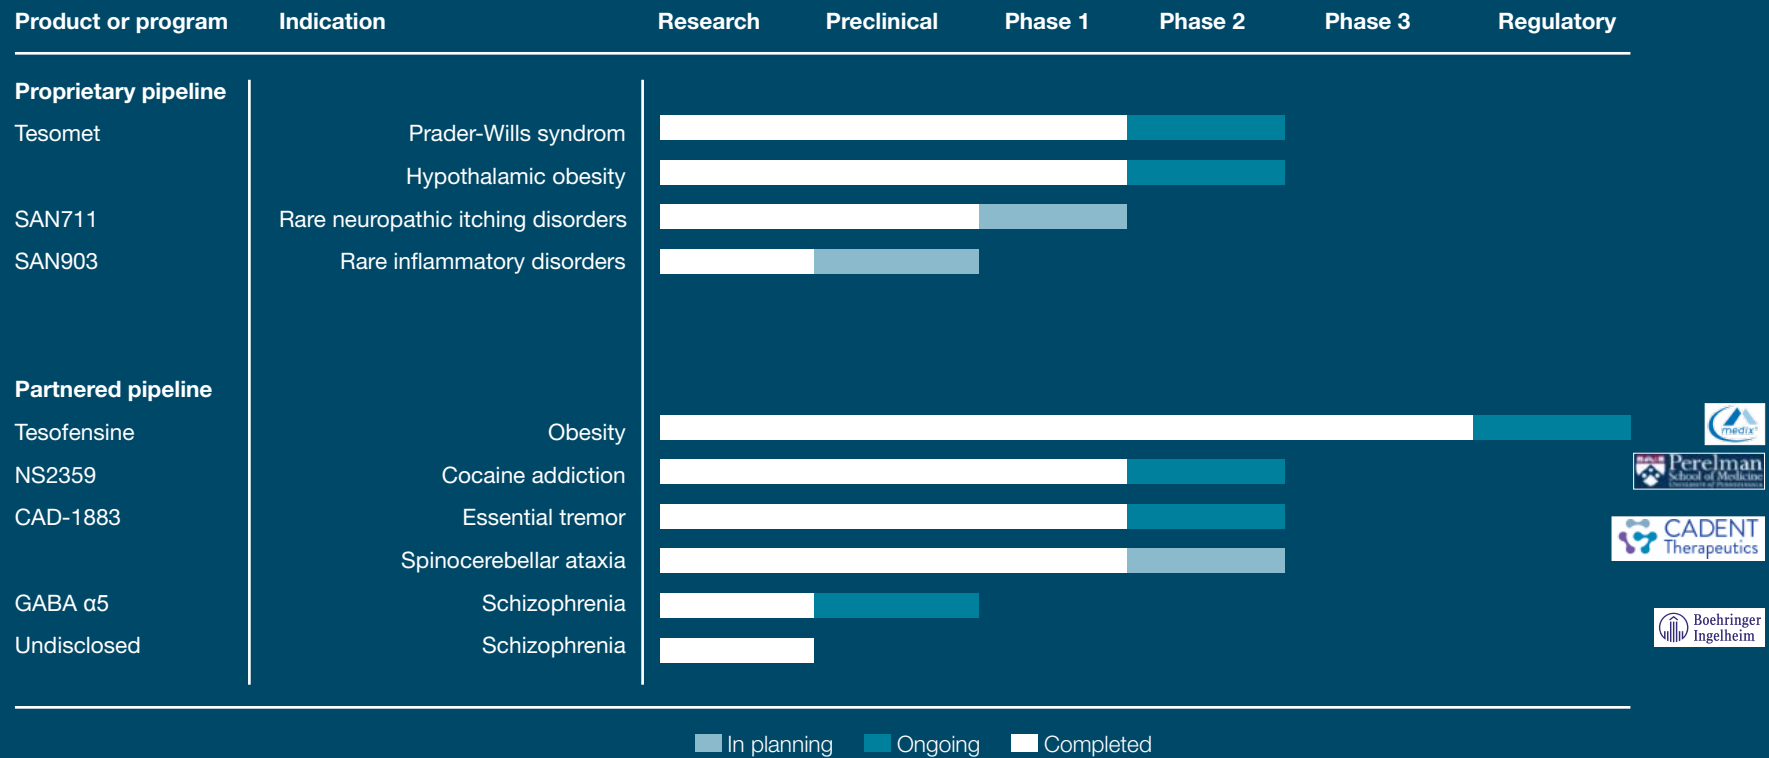 Product or program Indication Research Preclinical Phase 1 Phase 2 Phase 3 Regulatory
Proprietary pipeline
Tesomet Prader-Wills syndrom
Hypothalamic obesity
SAN711 Rare neuropathic itching disorders
SAN903 Rare inflammatory disorders
Partnered pipeline
Tesofensine Obesity
medix
NS2359 Cocaine addiction
Perelman
School of Medicine
University of Pennsylvania
CAD-1883 Essential tremor
CADENT
Therapeutics
Spinocerebellar ataxia
GABA α5 Schizophrenia
Boehringer
Ingelheim
Undisclosed Schizophrenia
In planning Ongoing Completed